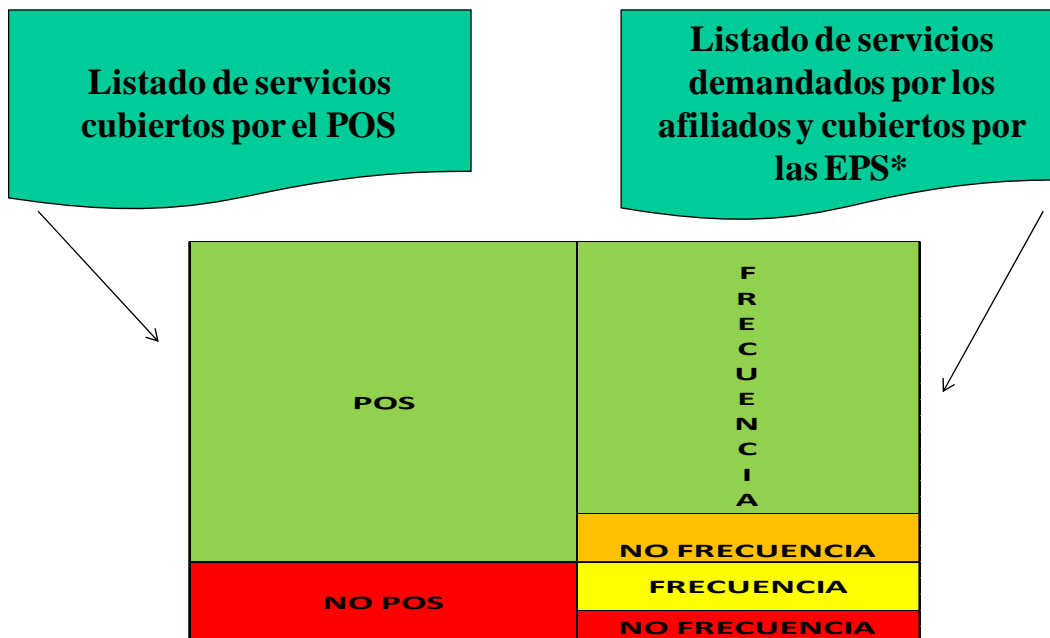 Listado de servicios
cubiertos por el POS
Listado de servicios
demandados por los
afiliados y cubiertos por
las EPS*
POS
F
R
E
C
U
E
N
C
I
A
NO FRECUENCIA
NO POS
FRECUENCIA
NO FRECUENCIA